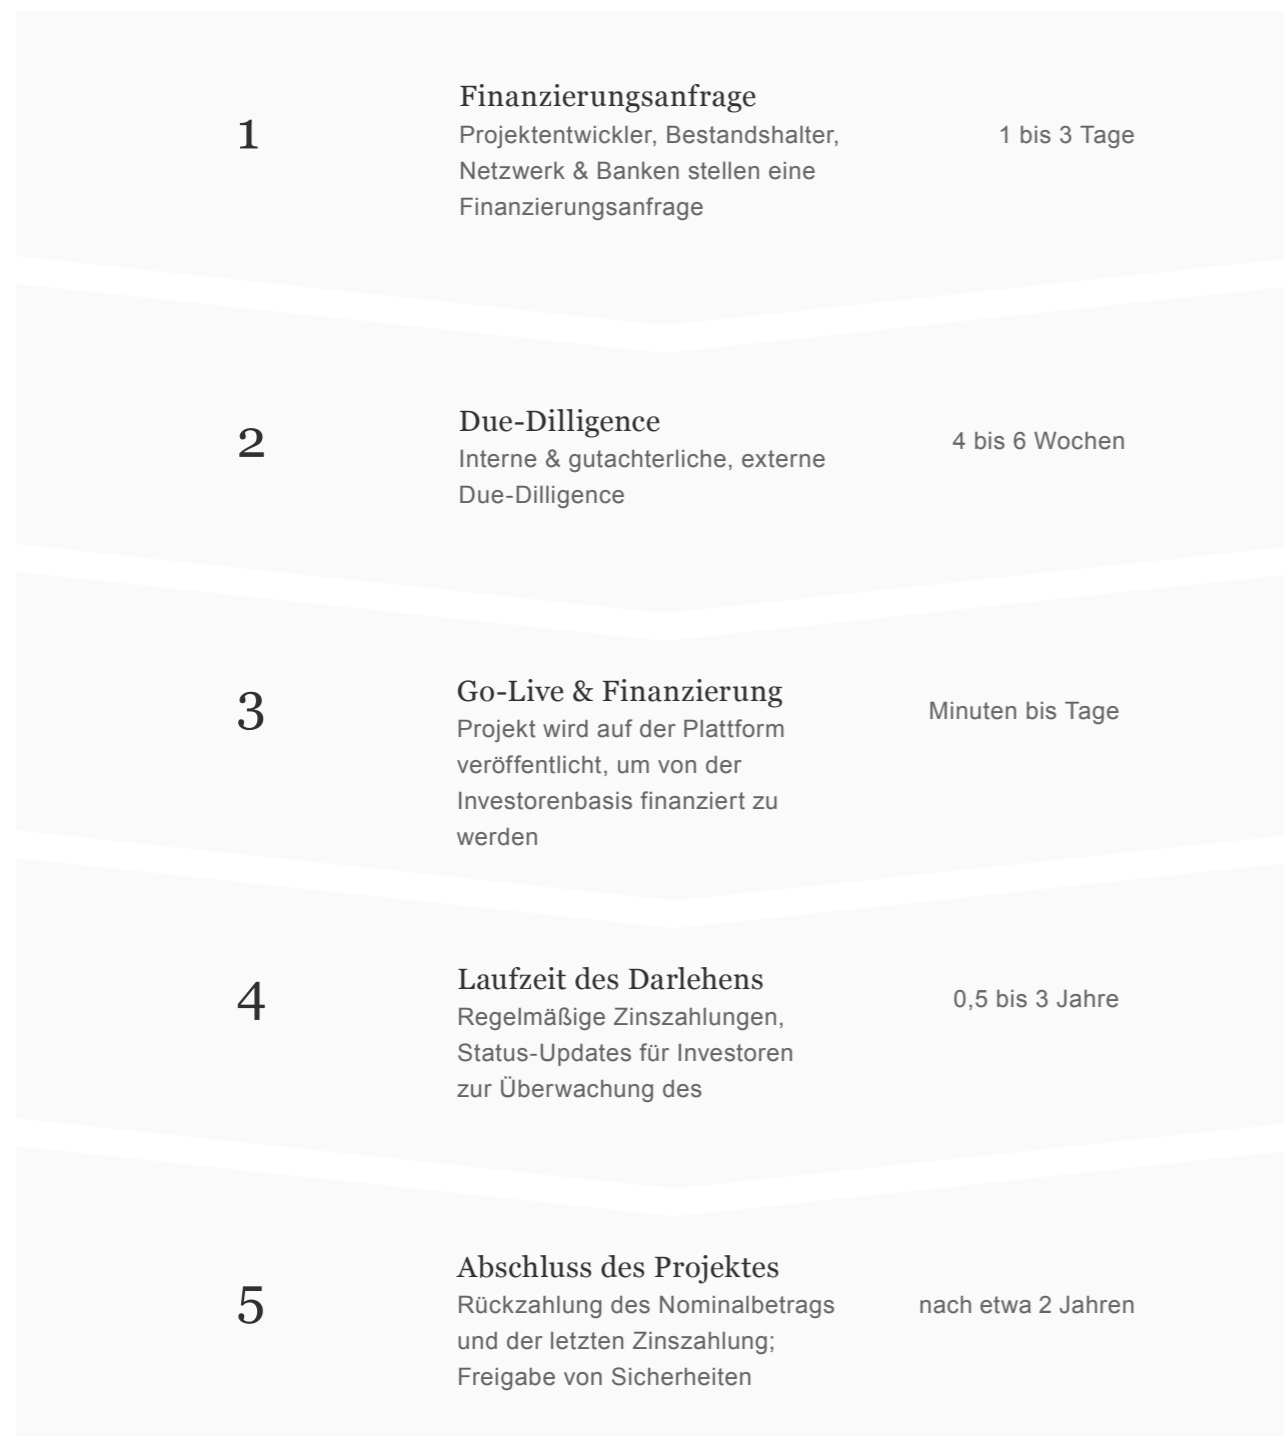 1
Finanzierungsanfrage
Projektentwickler, Bestandshalter,
Netzwerk & Banken stellen eine
Finanzierungsanfrage
1 bis 3 Tage
2
Due-Dilligence
Interne & gutachterliche, externe
Due-Dilligence
4 bis 6 Wochen
3
Go-Live & Finanzierung
Projekt wird auf der Plattform
veröffentlicht, um von der
Investorenbasis finanziert zu
werden
Minuten bis Tage
4
Laufzeit des Darlehens
Regelmäßige Zinszahlungen,
Status-Updates für Investoren
zur Überwachung des
0,5 bis 3 Jahre
5
Abschluss des Projektes
Rückzahlung des Nominalbetrags
und der letzten Zinszahlung;
Freigabe von Sicherheiten
nach etwa 2 Jahren